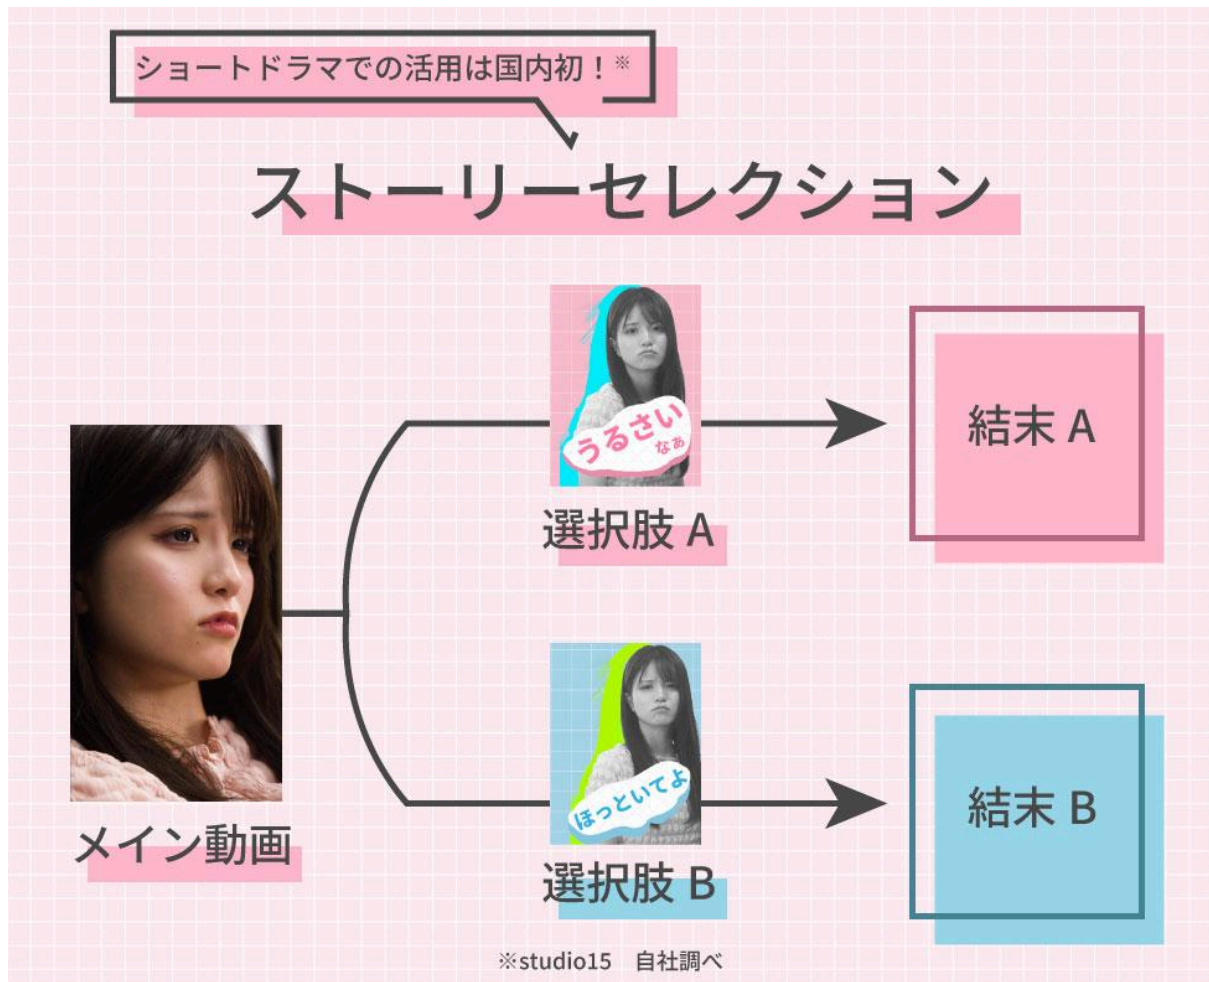 ショートドラマでの活用は国内初！※
ストーリーセレクション
うるさい
なぁ
選択肢 A
結末 A
メイン動画
ほっといてよ
選択肢 B
結末 B
※studio15　自社調べ